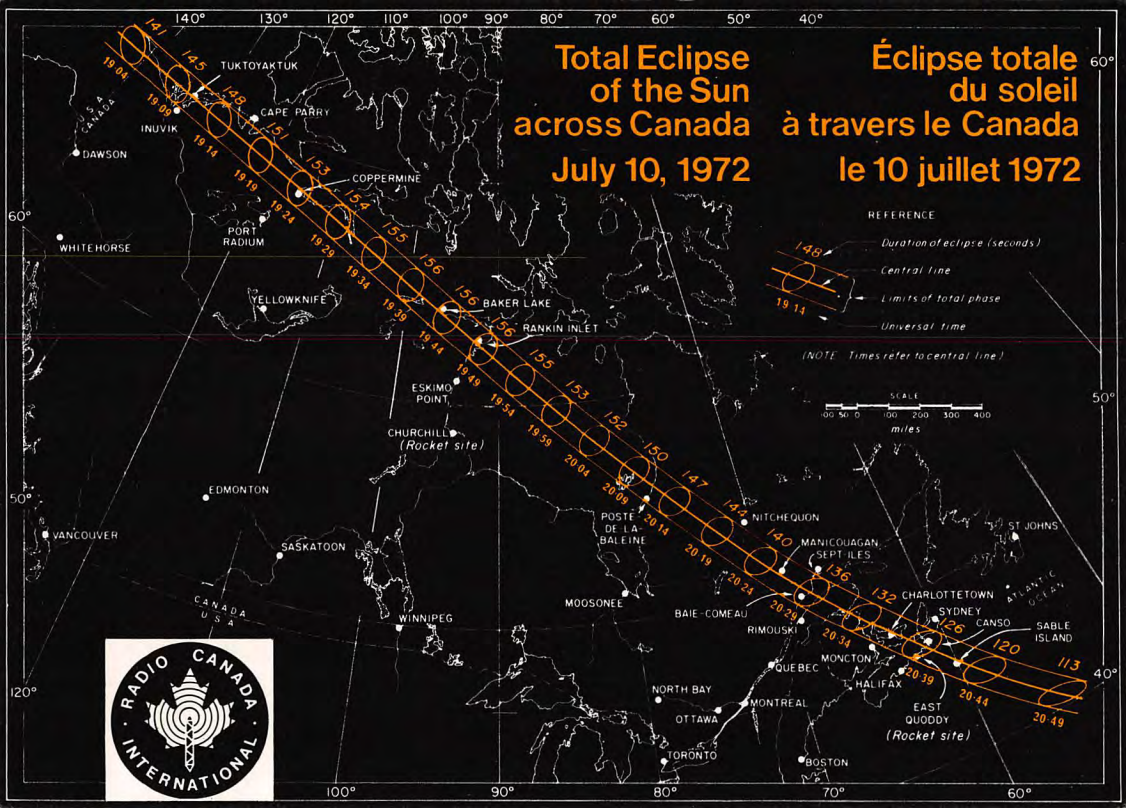 140°
130°
120°
110°
100°
90°
80°
70°
60°
50°
40°
Total Eclipse
of the Sun
across Canada
July 10, 1972
Éclipse totale
du soleil
à travers le Canada
le 10 juillet 1972
60°
50°
40°
60°
50°
120°
REFERENCE
148
Duration of eclipse (seconds)
Central line
Limits of total phase
19·14
Universal time
(NOTE: Times refer to central line)
SCALE
100 50 0 100 200 300 400
miles
141
145
148
151
153
154
155
156
156
156
155
153
152
150
147
144
140
136
132
126
120
113
19·04
19·09
19·14
19·19
19·24
19·29
19·34
19·39
19·44
19·49
19·54
19·59
20·04
20·09
20·14
20·19
20·24
20·29
20·34
20·39
20·44
20·49
TUKTOYAKTUK
INUVIK
CAPE PARRY
U S A
CANADA
DAWSON
COPPERMINE
PORT
RADIUM
WHITEHORSE
YELLOWKNIFE
BAKER LAKE
RANKIN INLET
ESKIMO
POINT
CHURCHILL
(Rocket site)
EDMONTON
VANCOUVER
SASKATOON
CANADA
U S A
WINNIPEG
POSTE
DE-LA-
BALEINE
NITCHEQUON
MANICOUAGAN
SEPT-ILES
MOOSONEE
BAIE-COMEAU
RIMOUSKI
ST JOHNS
ATLANTIC
OCEAN
CHARLOTTETOWN
SYDNEY
CANSO
SABLE
ISLAND
QUEBEC
MONCTON
HALIFAX
EAST
QUODDY
(Rocket site)
NORTH BAY
OTTAWA
MONTREAL
TORONTO
BOSTON
RADIO CANADA
INTERNATIONAL
100°
90°
80°
70°
60°